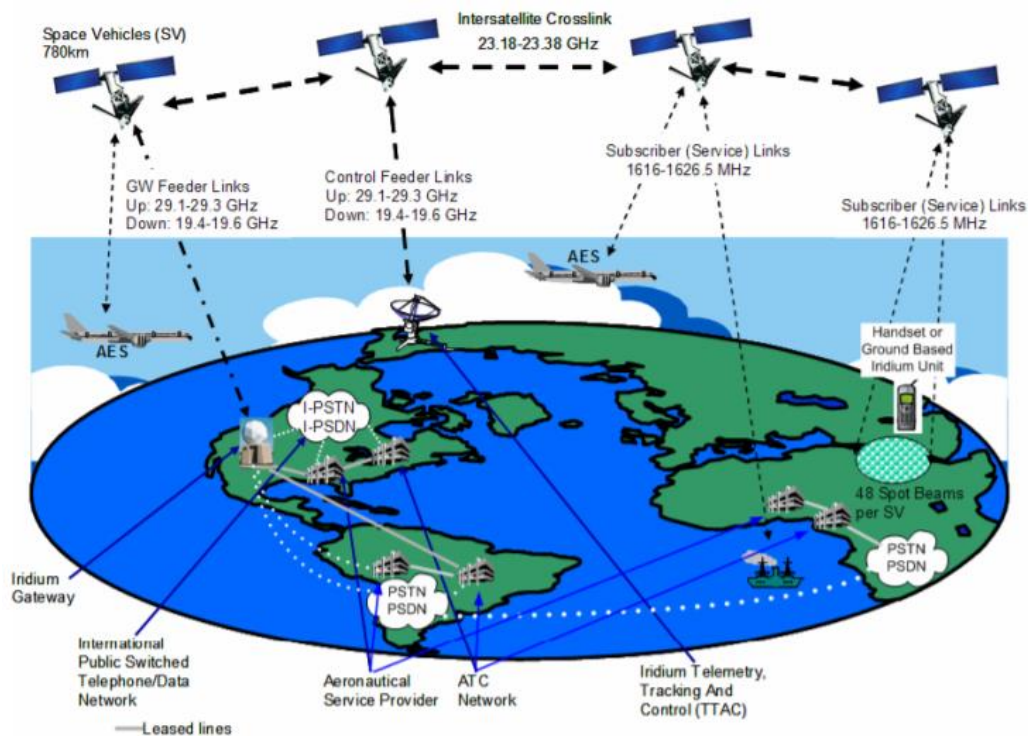 Space Vehicles (SV)
780km
Intersatellite Crosslink
23.18-23.38 GHz
GW Feeder Links
Up: 29.1-29.3 GHz
Down: 19.4-19.6 GHz
Control Feeder Links
Up: 29.1-29.3 GHz
Down: 19.4-19.6 GHz
Subscriber (Service) Links
1616-1626.5 MHz
Subscriber (Service) Links
1616-1626.5 MHz
AES
AES
Handset or
Ground Based
Iridium Unit
I-PSTN
I-PSDN
48 Spot Beams
per SV
PSTN
PSDN
PSTN
PSDN
Iridium
Gateway
International
Public Switched
Telephone/Data
Network
Aeronautical
Service Provider
ATC
Network
Iridium Telemetry,
Tracking And
Control (TTAC)
Leased lines